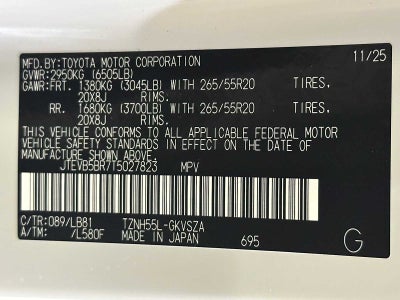 MFD.BY:TOYOTA MOTOR CORPORATION 11/25
GVWR:2950KG (6505LB)
GAWR:FRT. 1380KG (3045LB) WITH 265/55R20 TIRES,
20X8J RIMS.
RR. 1680KG (3700LB) WITH 265/55R20 TIRES,
20X8J RIMS.
THIS VEHICLE CONFORMS TO ALL APPLICABLE FEDERAL MOTOR
VEHICLE SAFETY STANDARDS IN EFFECT ON THE DATE OF
MANUFACTURE SHOWN ABOVE.
JTEVB5BR7T5027823 MPV
C/TR:089/LB81 TZNH55L-GKVSZA
A/TM: /L580F MADE IN JAPAN 695 G